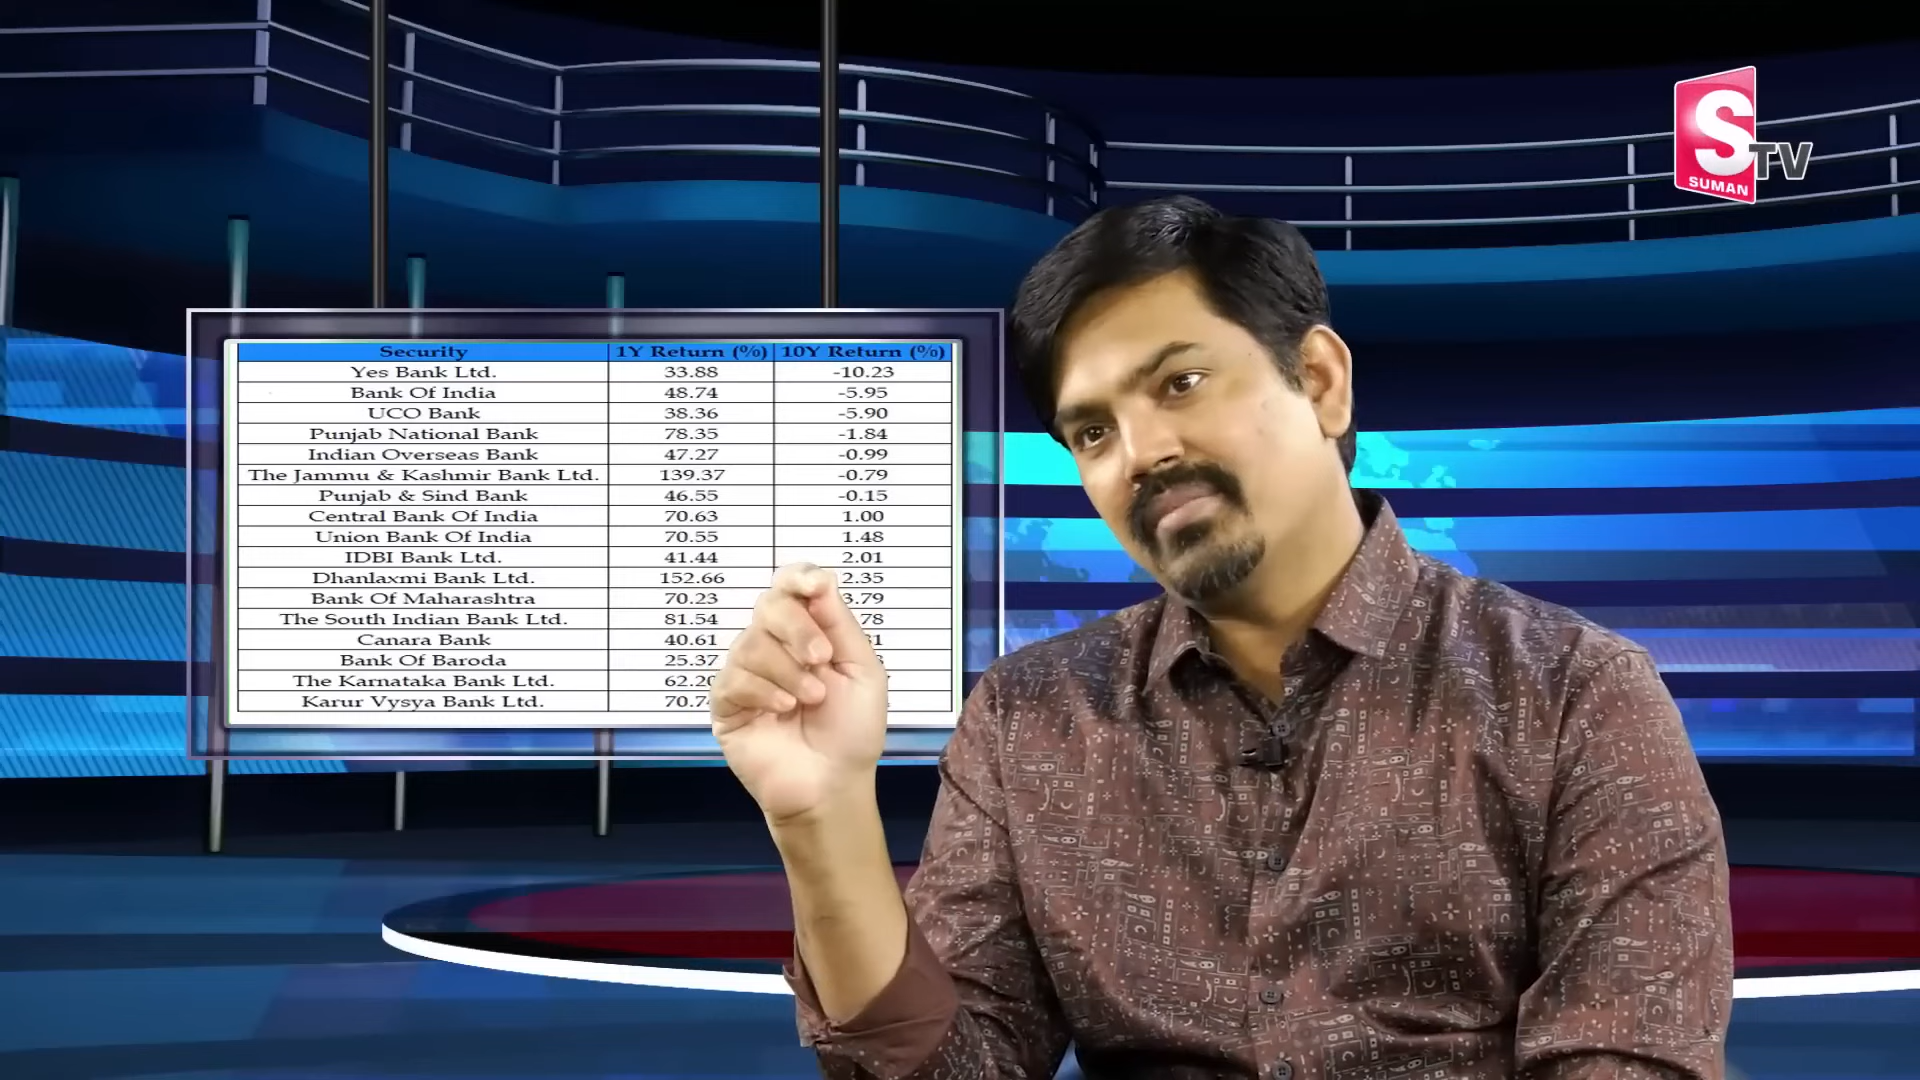 S
TV
SUMAN
Security 1Y Return (%) 10Y Return (%)
Yes Bank Ltd. 33.88 -10.23
Bank Of India 48.74 -5.95
UCO Bank 38.36 -5.90
Punjab National Bank 78.35 -1.84
Indian Overseas Bank 47.27 -0.99
The Jammu & Kashmir Bank Ltd. 139.37 -0.79
Punjab & Sind Bank 46.55 -0.15
Central Bank Of India 70.63 1.00
Union Bank Of India 70.55 1.48
IDBI Bank Ltd. 41.44 2.01
Dhanlaxmi Bank Ltd. 152.66 2.35
Bank Of Maharashtra 70.23 3.79
The South Indian Bank Ltd. 81.54
Canara Bank 40.61
Bank Of Baroda 25.37
The Karnataka Bank Ltd.
Karur Vysya Bank Ltd.